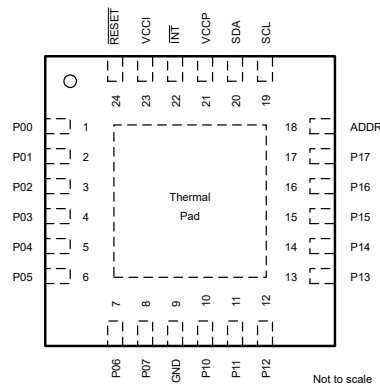 RESET VCCI INT VCCP SDA SCL
24 23 22 21 20 19
P00 1 18 ADDR
P01 2 17 P17
P02 3 16 P16
P03 4 15 P15
P04 5 14 P14
P05 6 13 P13
Thermal
Pad
7 8 9 10 11 12
P06 P07 GND P10 P11 P12
Not to scale